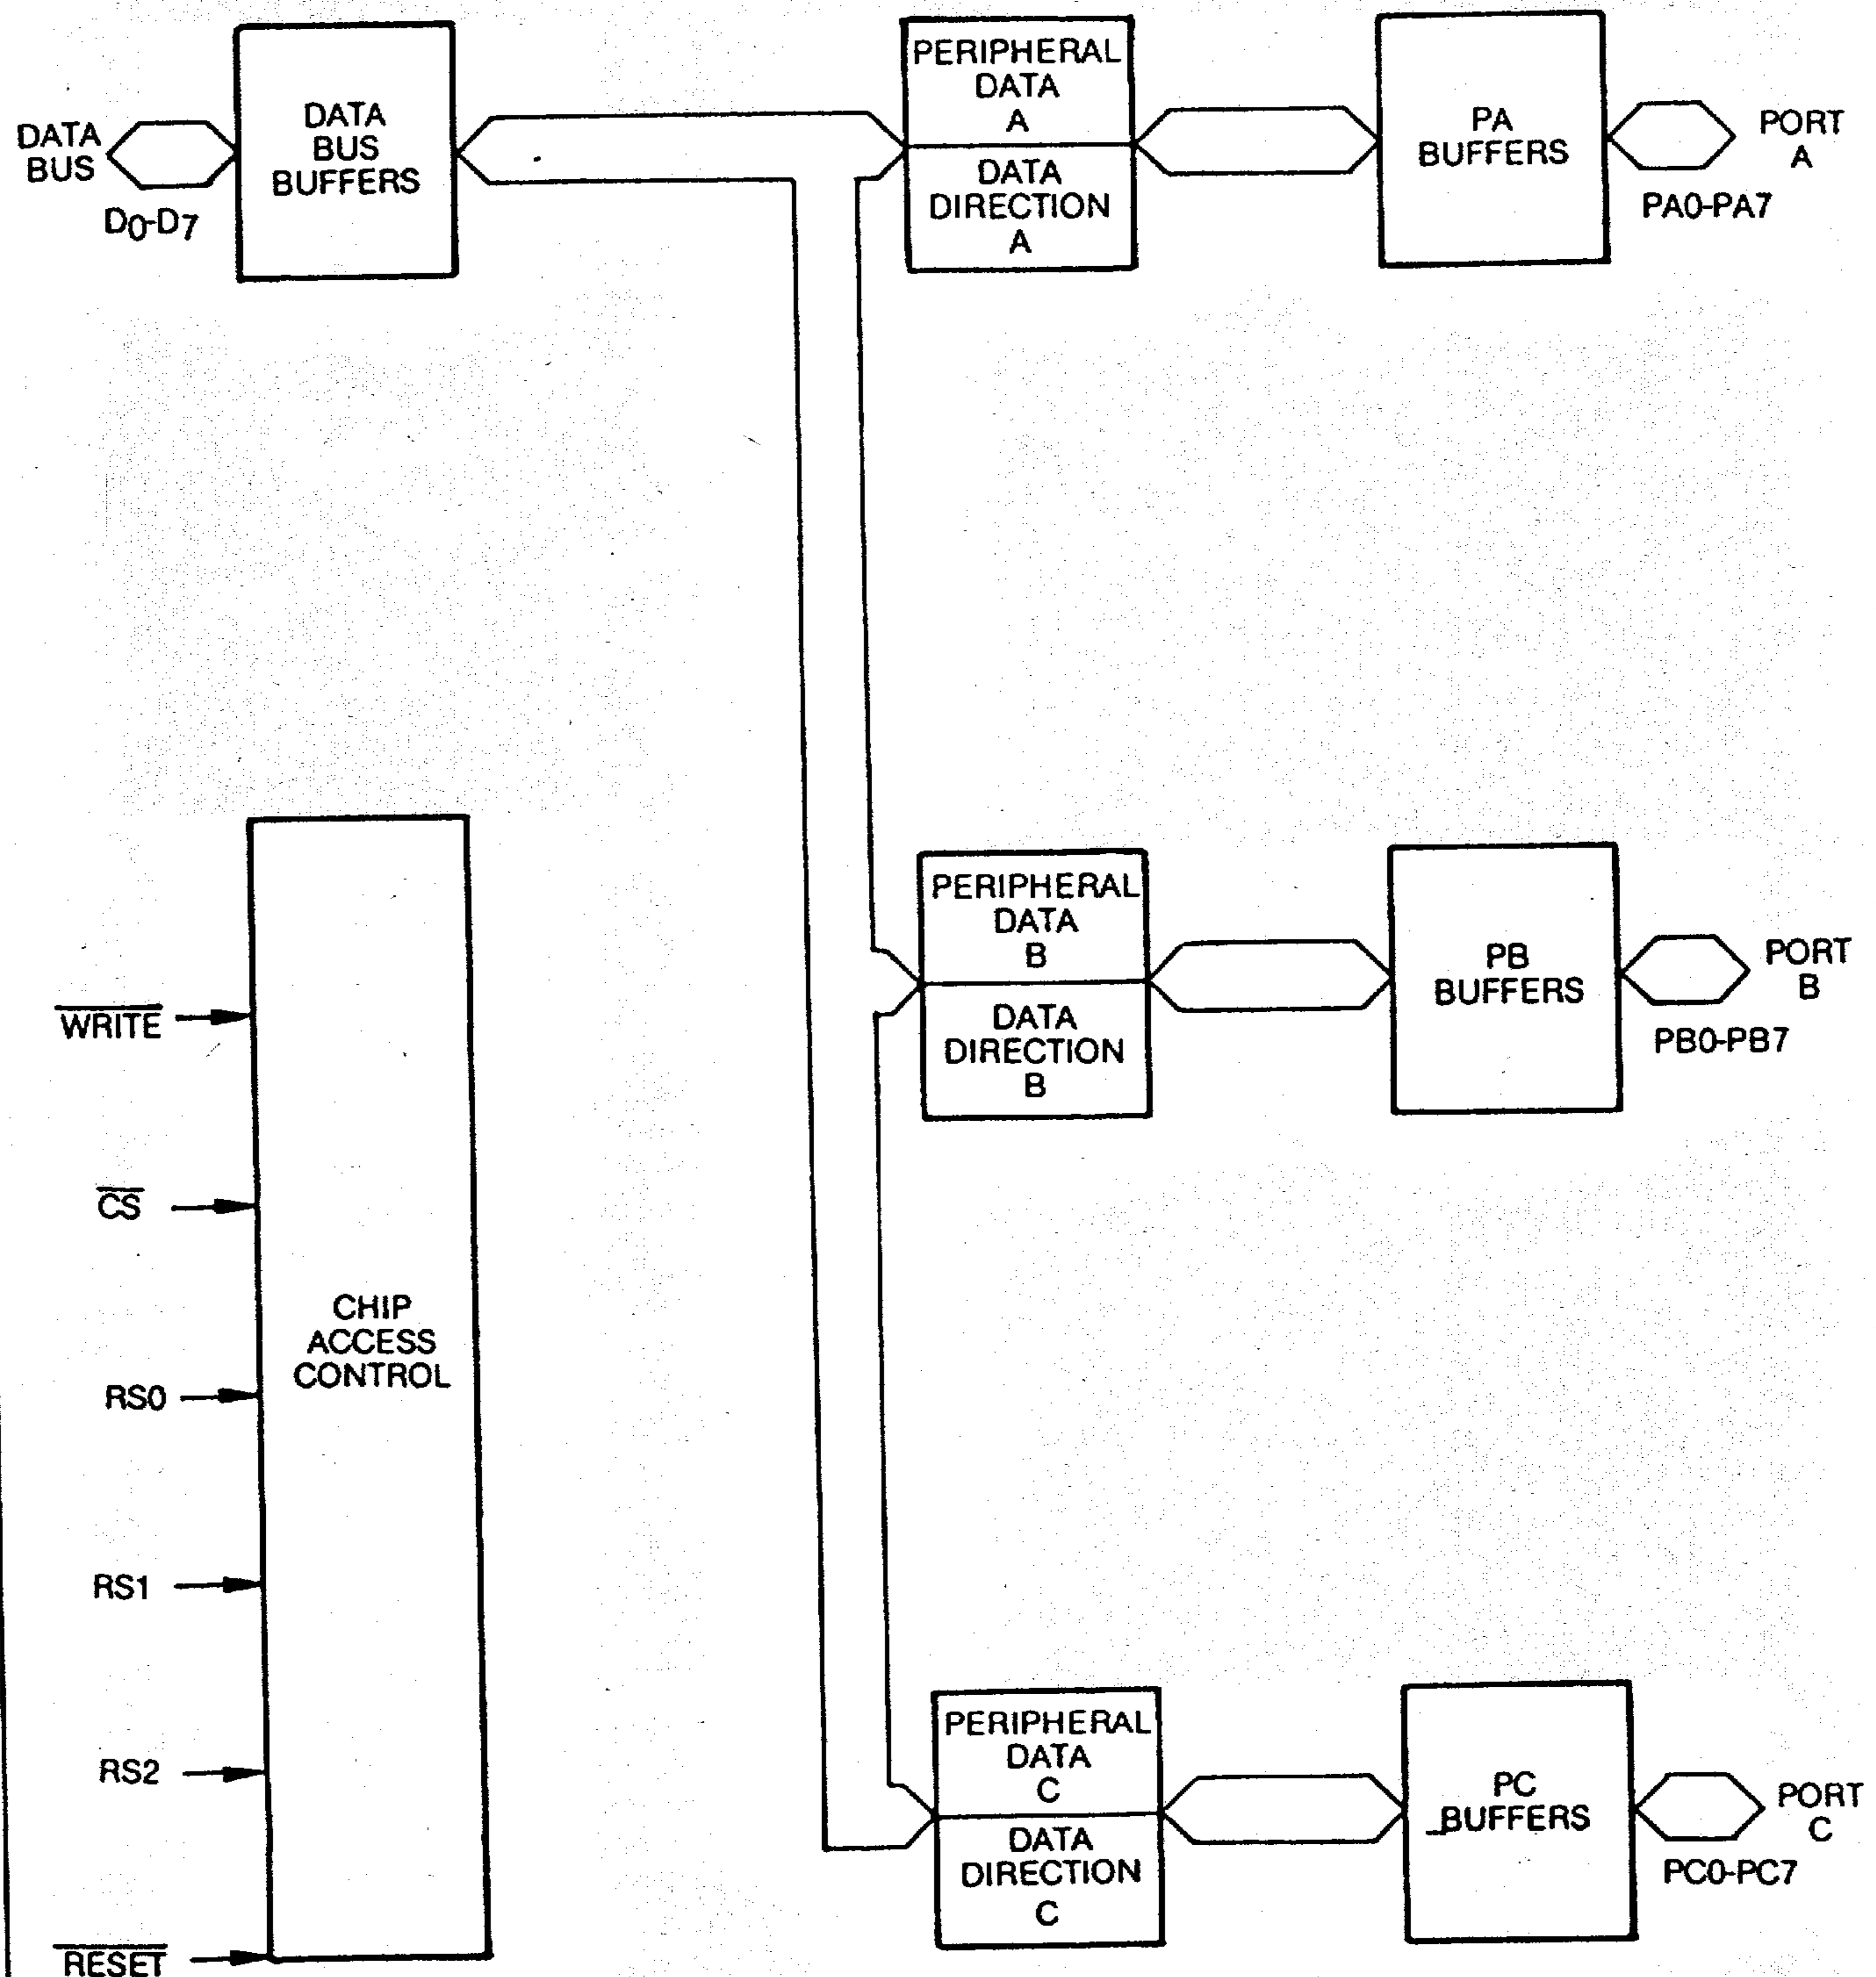 DATA
BUS
D0-D7
DATA
BUS
BUFFERS
PERIPHERAL
DATA
A
DATA
DIRECTION
A
PA
BUFFERS
PORT
A
PA0-PA7
PERIPHERAL
DATA
B
DATA
DIRECTION
B
PB
BUFFERS
PORT
B
PB0-PB7
WRITE
CS
RS0
RS1
RS2
RESET
CHIP
ACCESS
CONTROL
PERIPHERAL
DATA
C
DATA
DIRECTION
C
PC
BUFFERS
PORT
C
PC0-PC7